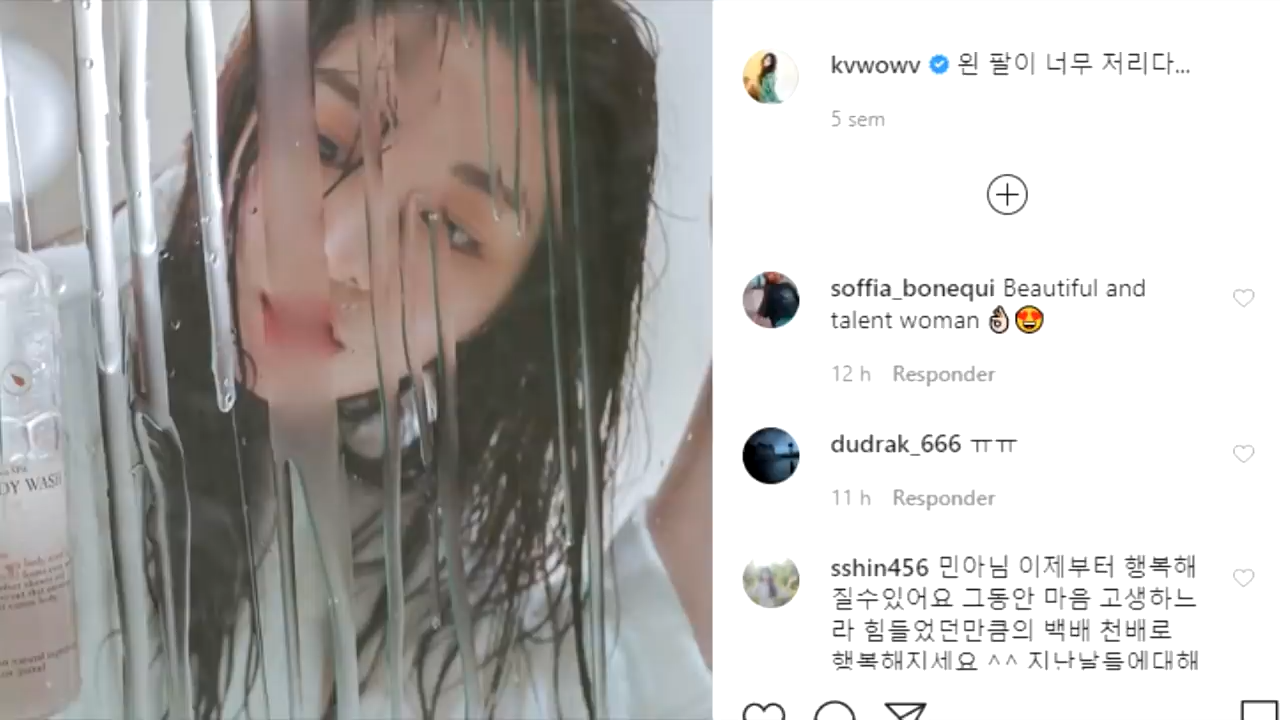 kvwowv 왼 팔이 너무 저리다...
5 sem
soffia_bonequi Beautiful and
talent woman 👌🏻😍
12 h Responder
dudrak_666 ㅠㅠ
11 h Responder
sshin456 민아님 이제부터 행복해
질수있어요 그동안 마음 고생하느
라 힘들었던만큼의 백배 천배로
행복해지세요 ^^ 지난날들에대해
DY WASH